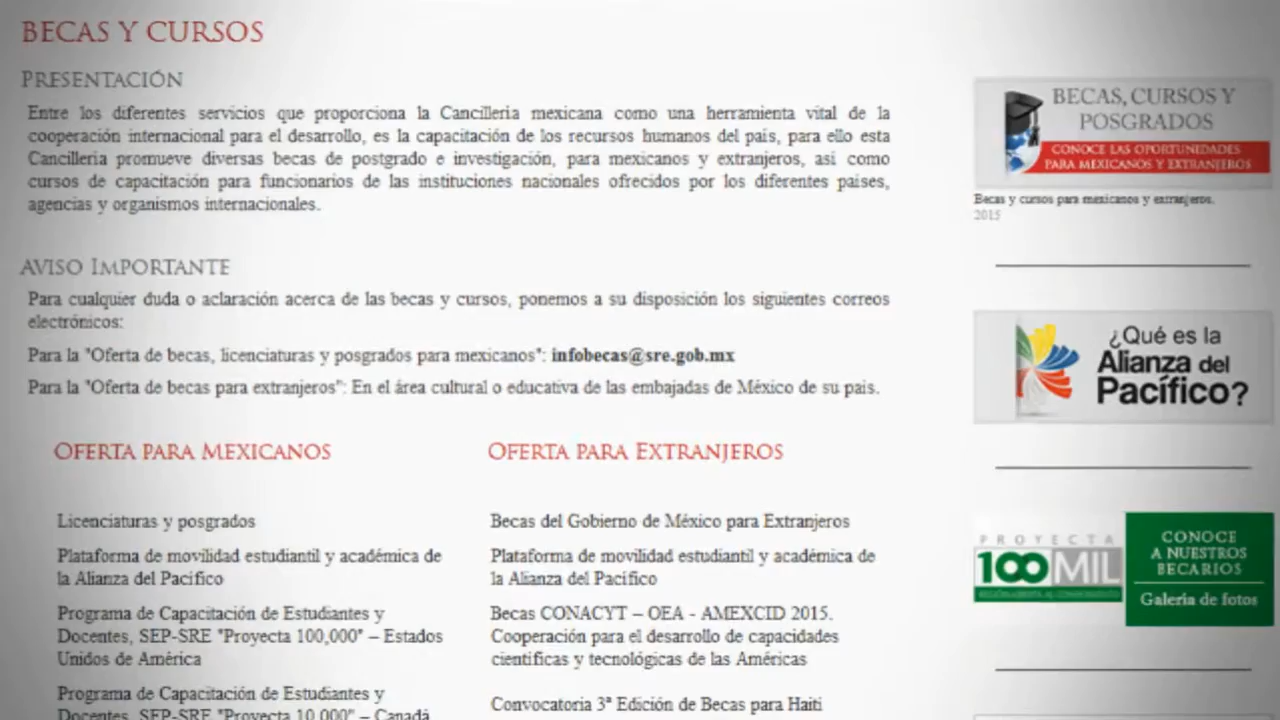 BECAS Y CURSOS
PRESENTACIÓN
Entre los diferentes servicios que proporciona la Cancillería mexicana como una herramienta vital de la
cooperación internacional para el desarrollo, es la capacitación de los recursos humanos del país, para ello esta
Cancillería promueve diversas becas de postgrado e investigación, para mexicanos y extranjeros, así como
cursos de capacitación para funcionarios de las instituciones nacionales ofrecidos por los diferentes países,
agencias y organismos internacionales.
AVISO IMPORTANTE
Para cualquier duda o aclaración acerca de las becas y cursos, ponemos a su disposición los siguientes correos
electrónicos:
Para la "Oferta de becas, licenciaturas y posgrados para mexicanos": infobecas@sre.gob.mx
Para la "Oferta de becas para extranjeros": En el área cultural o educativa de las embajadas de México de su país.
OFERTA PARA MEXICANOS
Licenciaturas y posgrados
Plataforma de movilidad estudiantil y académica de
la Alianza del Pacífico
Programa de Capacitación de Estudiantes y
Docentes, SEP-SRE "Proyecta 100,000" – Estados
Unidos de América
Programa de Capacitación de Estudiantes y
Docentes, SEP-SRE "Proyecta 10,000" – Canadá
OFERTA PARA EXTRANJEROS
Becas del Gobierno de México para Extranjeros
Plataforma de movilidad estudiantil y académica de
la Alianza del Pacífico
Becas CONACYT – OEA - AMEXCID 2015.
Cooperación para el desarrollo de capacidades
científicas y tecnológicas de las Américas
Convocatoria 3ª Edición de Becas para Haití
BECAS, CURSOS Y
POSGRADOS
CONOCE LAS OPORTUNIDADES
PARA MEXICANOS Y EXTRANJEROS
Becas y cursos para mexicanos y extranjeros.
2015
¿Qué es la
Alianza del
Pacífico?
PROYECTA
100MIL
CONOCE
A NUESTROS
BECARIOS
Galería de fotos